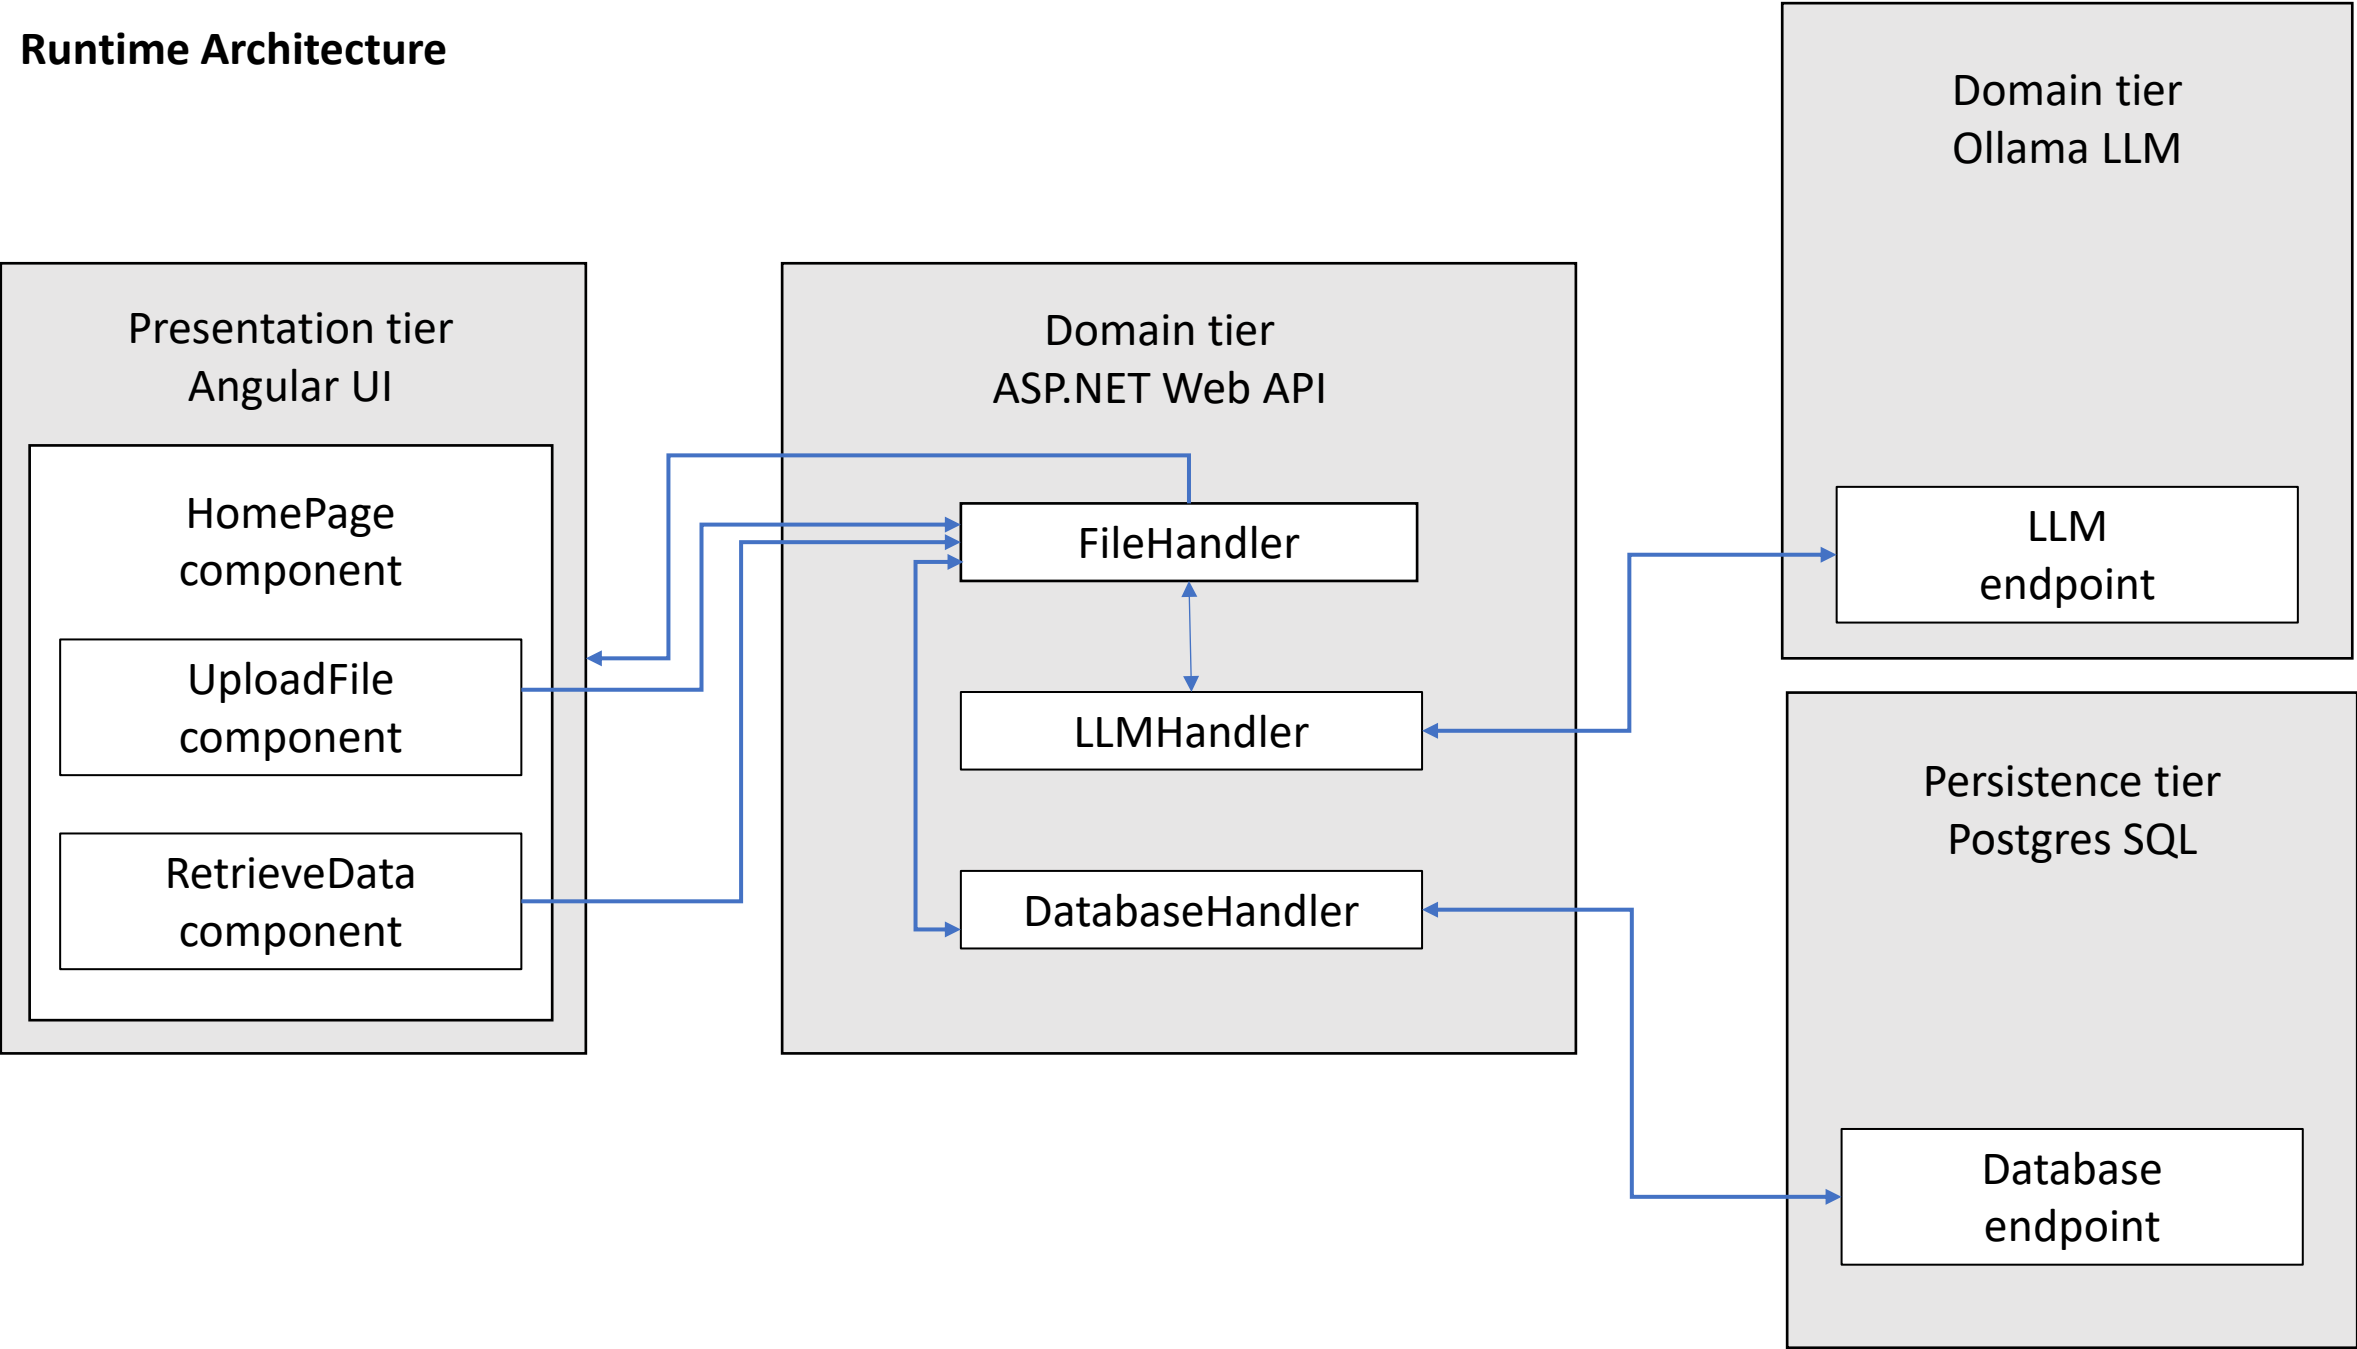 Runtime Architecture
Presentation tier
Angular UI
HomePage
component
UploadFile
component
RetrieveData
component
Domain tier
ASP.NET Web API
FileHandler
LLMHandler
DatabaseHandler
Domain tier
Ollama LLM
LLM
endpoint
Persistence tier
Postgres SQL
Database
endpoint